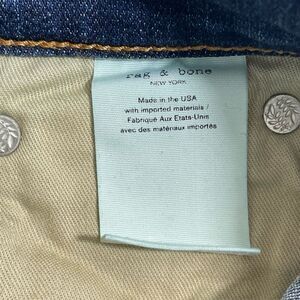 rag & bone
NEW YORK
Made in the USA
with imported materials /
Fabriqué Aux Etats-Unis
avec des matériaux importés